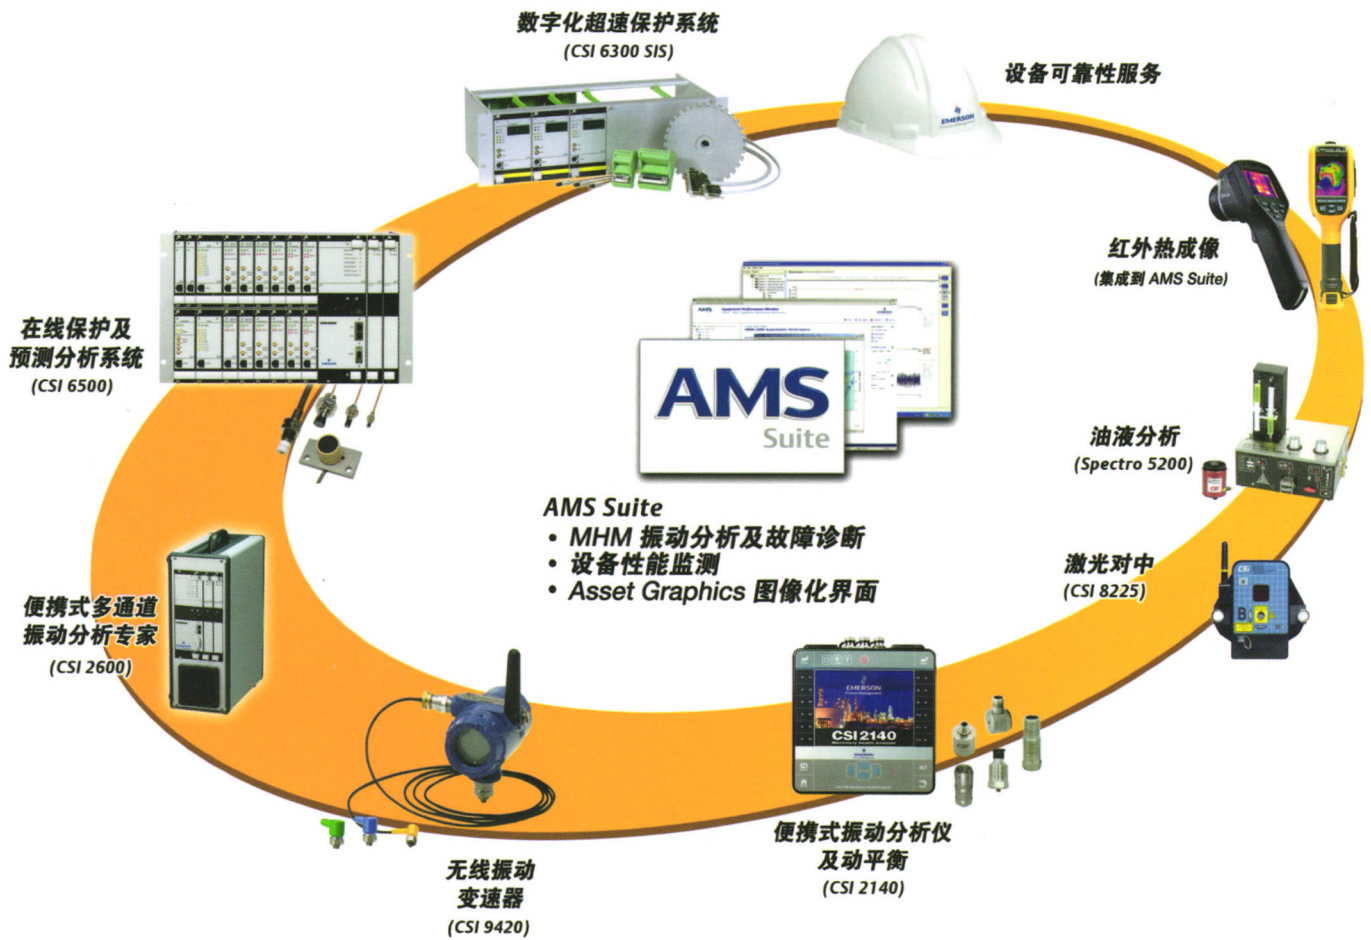 数字化超速保护系统
(CSI 6300 SIS)
设备可靠性服务
EMERSON
红外热成像
(集成到 AMS Suite)
在线保护及
预测分析系统
(CSI 6500)
AMS
AMS
Suite
油液分析
(Spectro 5200)
AMS Suite
• MHM 振动分析及故障诊断
• 设备性能监测
• Asset Graphics 图像化界面
激光对中
(CSI 8225)
便携式多通道
振动分析专家
(CSI 2600)
EMERSON
CSI 2140
便携式振动分析仪
及动平衡
(CSI 2140)
无线振动
变速器
(CSI 9420)